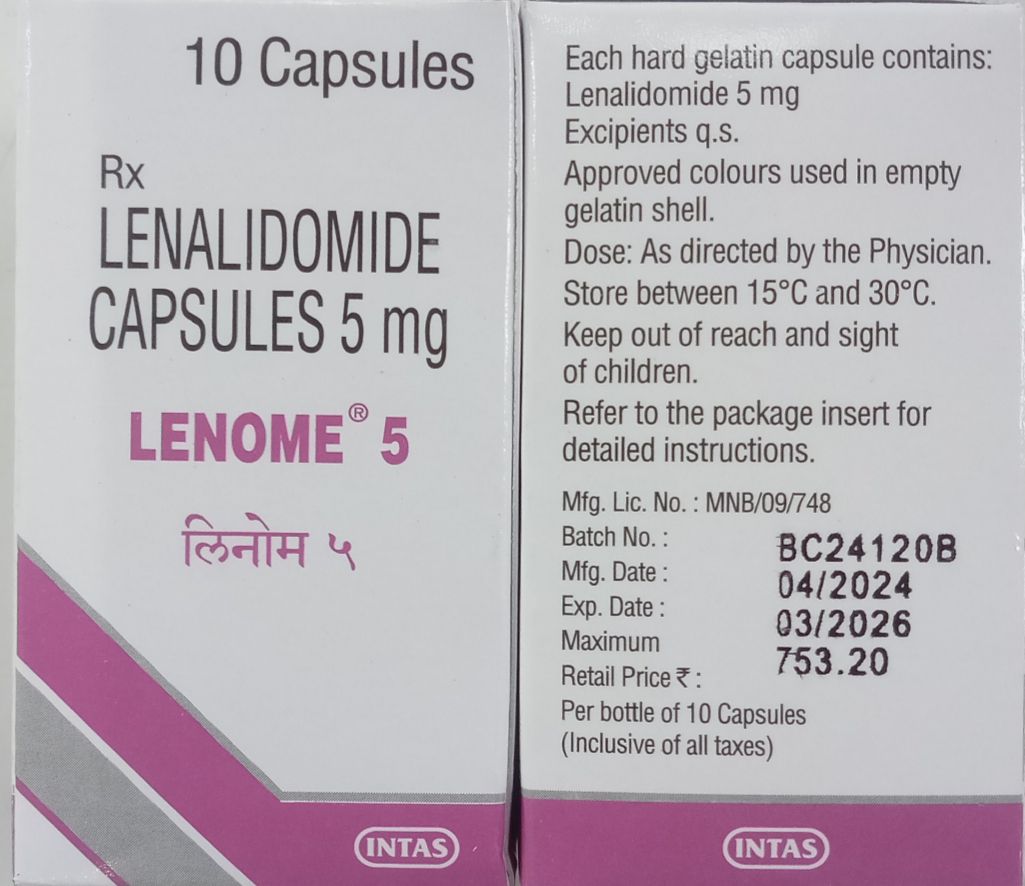 10 Capsules
Rx
LENALIDOMIDE
CAPSULES 5 mg
LENOME® 5
लिनोम ५
INTAS
Each hard gelatin capsule contains:
Lenalidomide 5 mg
Excipients q.s.
Approved colours used in empty
gelatin shell.
Dose: As directed by the Physician.
Store between 15°C and 30°C.
Keep out of reach and sight
of children.
Refer to the package insert for
detailed instructions.
Mfg. Lic. No. : MNB/09/748
Batch No. : BC24120B
Mfg. Date : 04/2024
Exp. Date : 03/2026
Maximum 753.20
Retail Price ₹ :
Per bottle of 10 Capsules
(Inclusive of all taxes)
INTAS